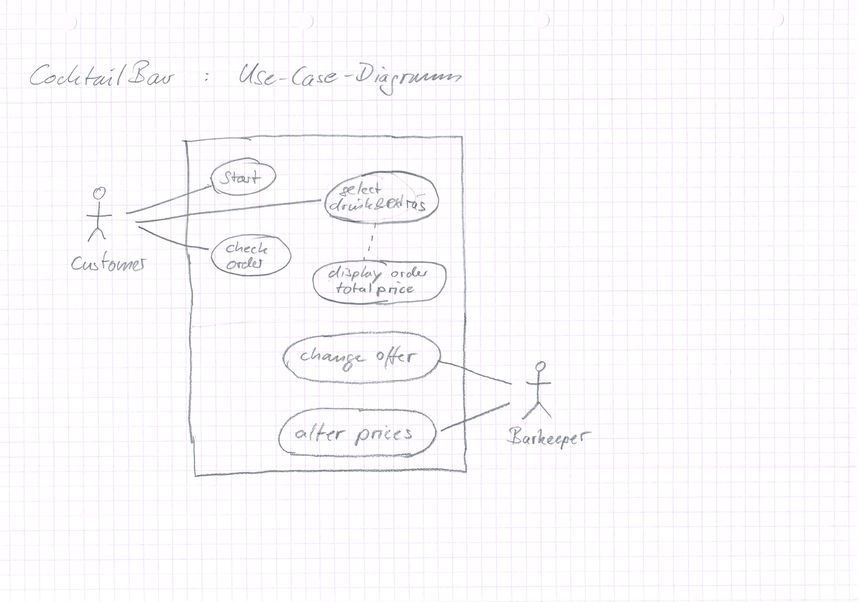 CocktailBar : Use-Case-Diagramm
Start
select
drink&extras
Customer
check
order
display order
total price
change offer
alter prices
Barkeeper